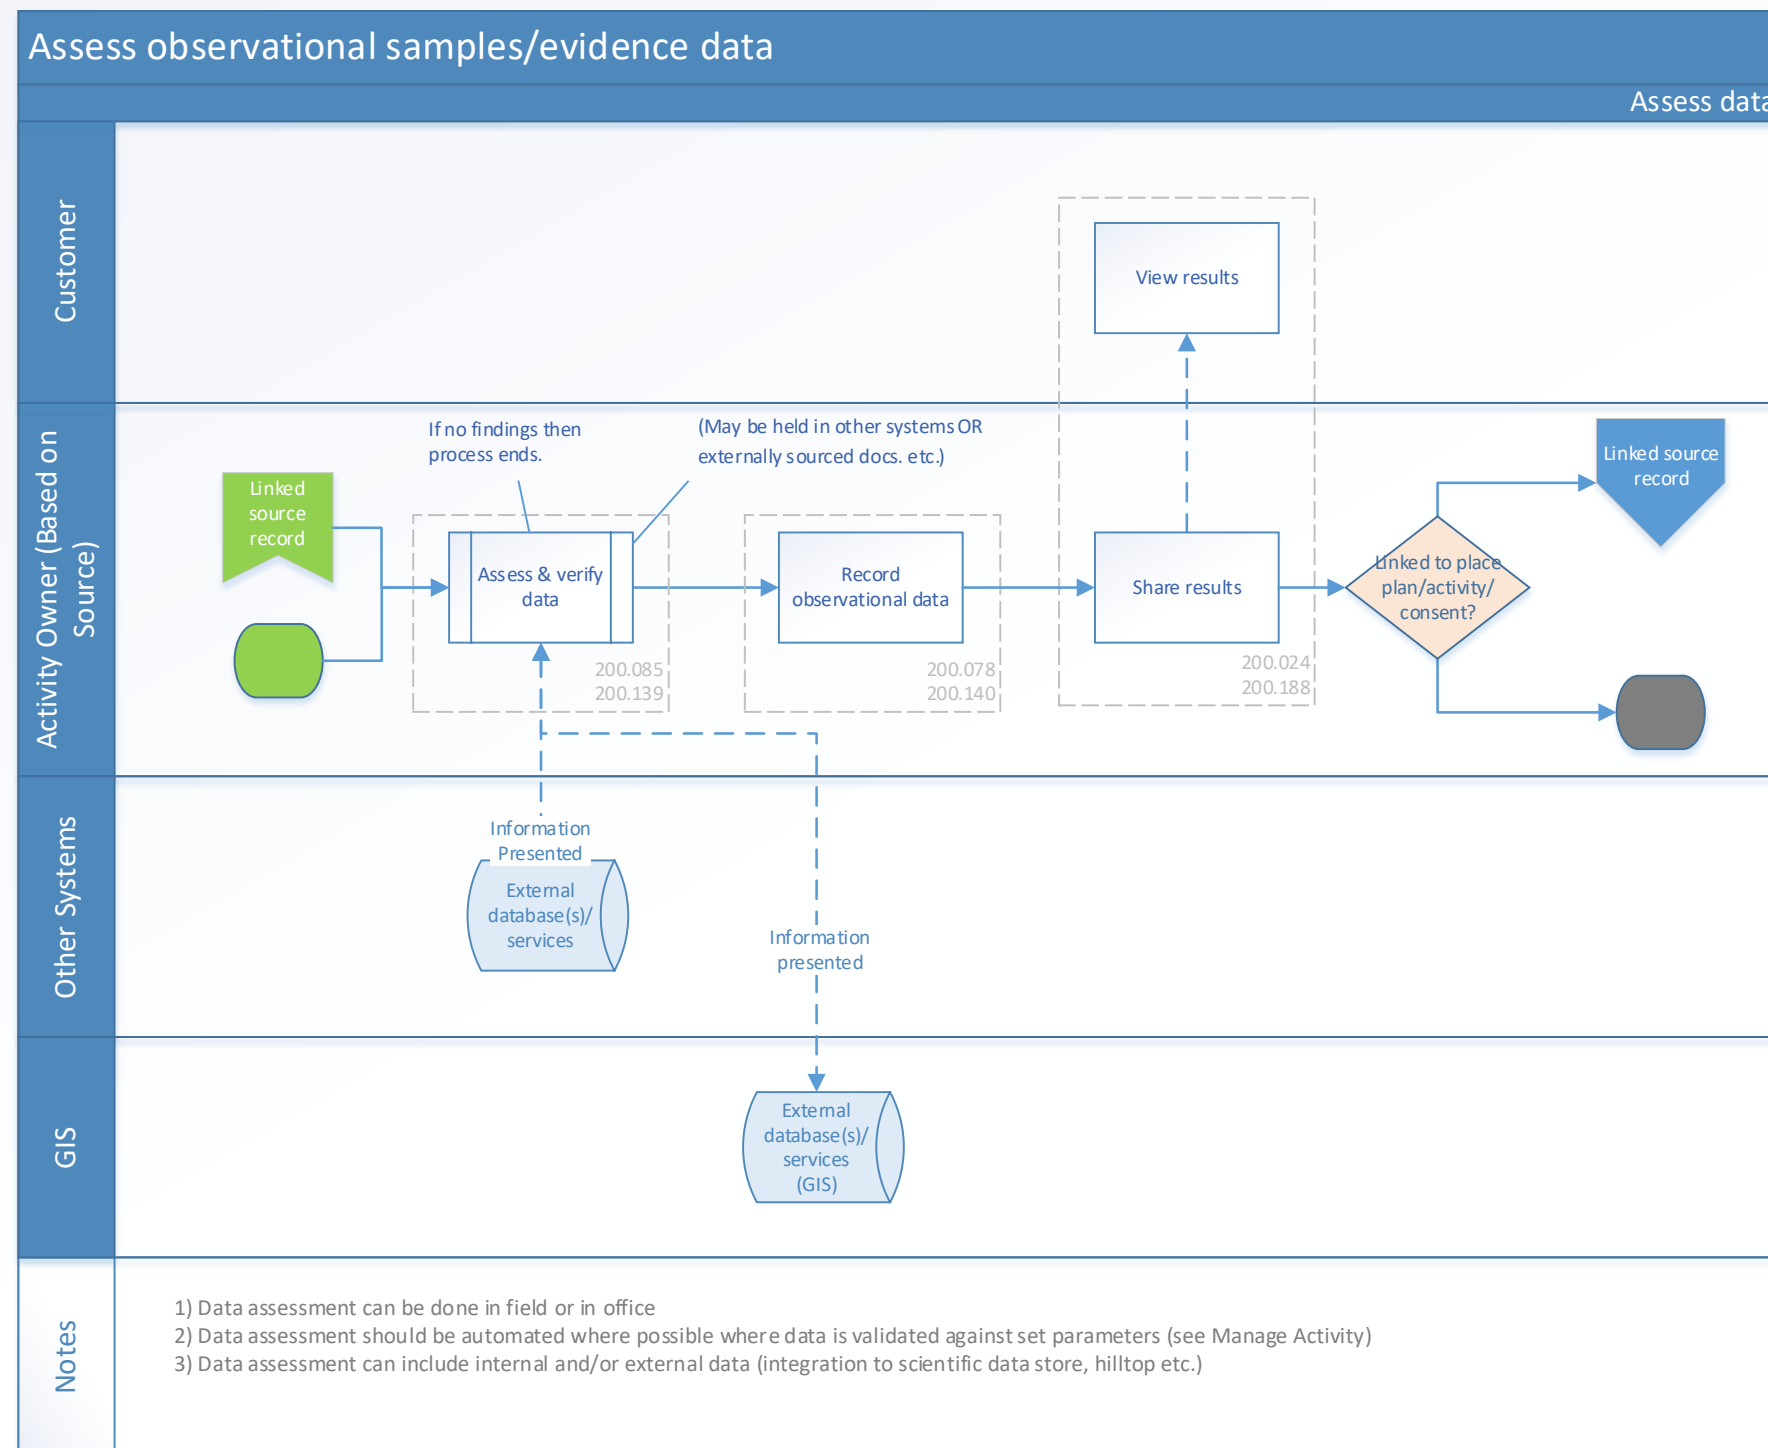 Assess observational samples/evidence data
Assess data
Customer
View results
Activity Owner (Based on
Source)
If no findings then
process ends.
(May be held in other systems OR
externally sourced docs. etc.)
Linked
source
record
Assess & verify
data
200.085
200.139
Record
observational data
200.078
200.140
Share results
200.024
200.188
Linked to place
plan/activity/
consent?
Linked source
record
Other Systems
Information
Presented
External
database(s)/
services
Information
presented
GIS
External
database(s)/
services
(GIS)
Notes
1) Data assessment can be done in field or in office
2) Data assessment should be automated where possible where data is validated against set parameters (see Manage Activity)
3) Data assessment can include internal and/or external data (integration to scientific data store, hilltop etc.)